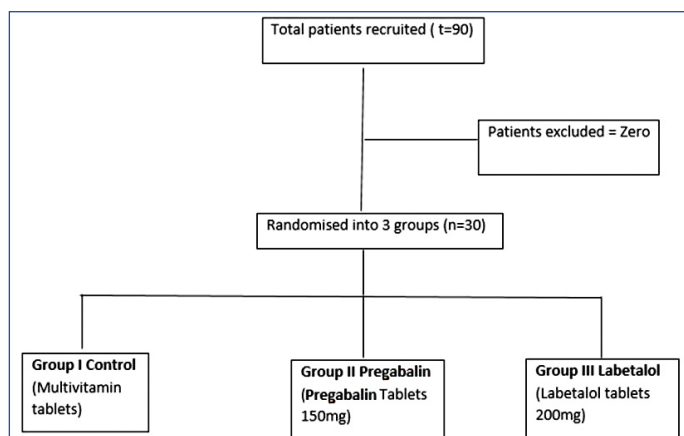 Total patients recruited ( t=90)
Patients excluded = Zero
Randomised into 3 groups (n=30)
Group I Control
(Multivitamin
tablets)
Group II Pregabalin
(Pregabalin Tablets
150mg)
Group III Labetalol
(Labetalol tablets
200mg)